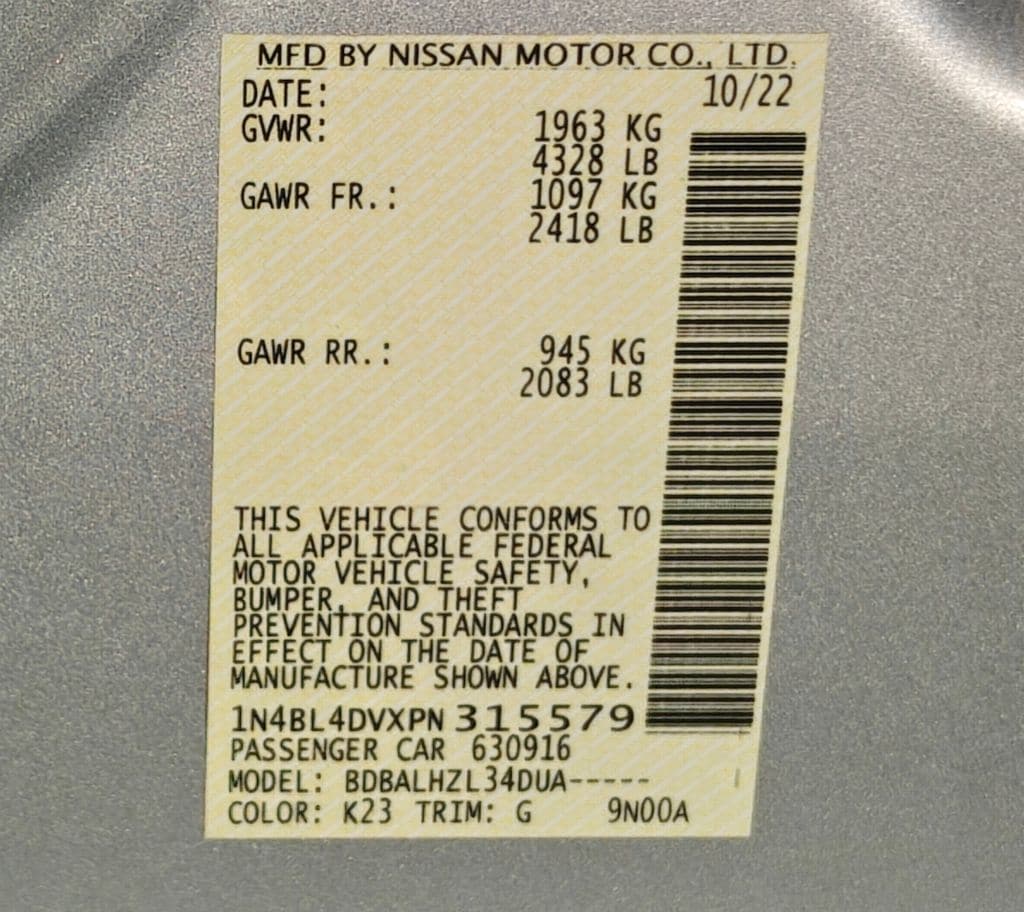 MFD BY NISSAN MOTOR CO., LTD.
DATE: 10/22
GVWR: 1963 KG
4328 LB
GAWR FR.: 1097 KG
2418 LB
GAWR RR.: 945 KG
2083 LB
THIS VEHICLE CONFORMS TO
ALL APPLICABLE FEDERAL
MOTOR VEHICLE SAFETY,
BUMPER, AND THEFT
PREVENTION STANDARDS IN
EFFECT ON THE DATE OF
MANUFACTURE SHOWN ABOVE.
1N4BL4DVXPN 315579
PASSENGER CAR 630916
MODEL: BDBALHZL34DUA-----
COLOR: K23 TRIM: G 9N00A